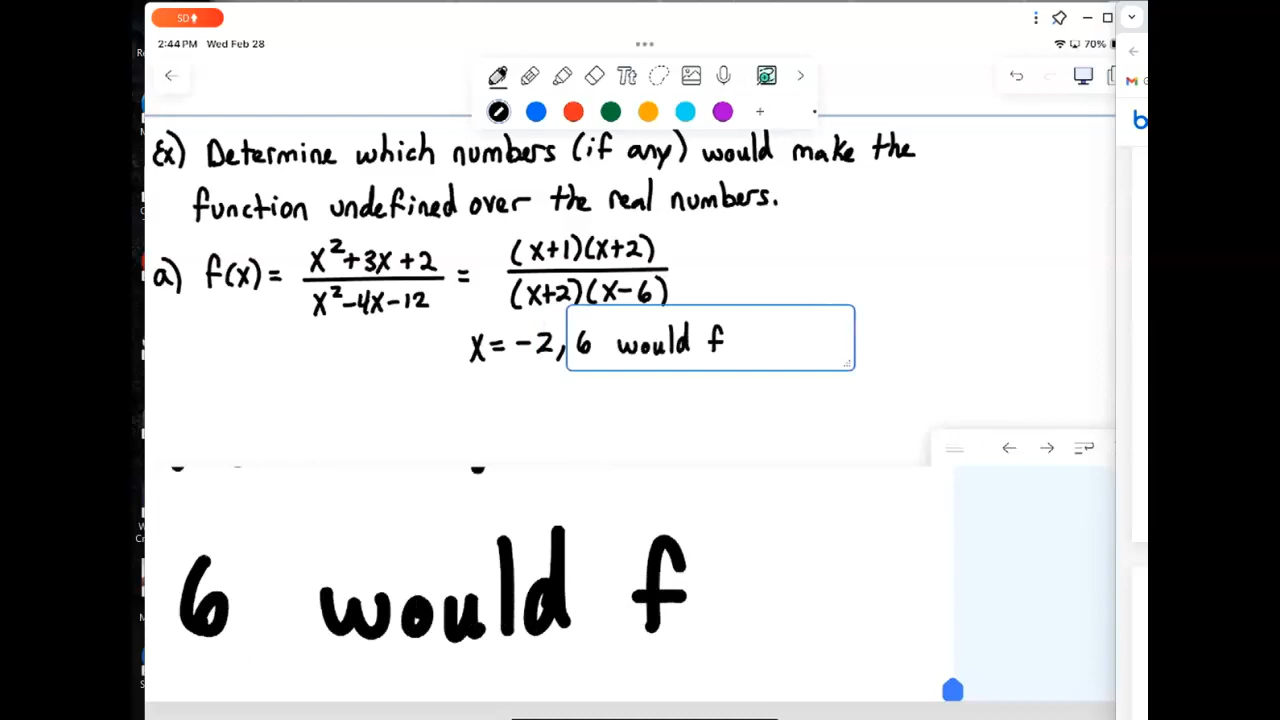 SD
2:44 PM Wed Feb 28
70%
Ex) Determine which numbers (if any) would make the
function undefined over the real numbers.
a) f(x) = x²+3x+2 / x²-4x-12 = (x+1)(x+2) / (x+2)(x-6)
x = -2, 6 would f
6 would f